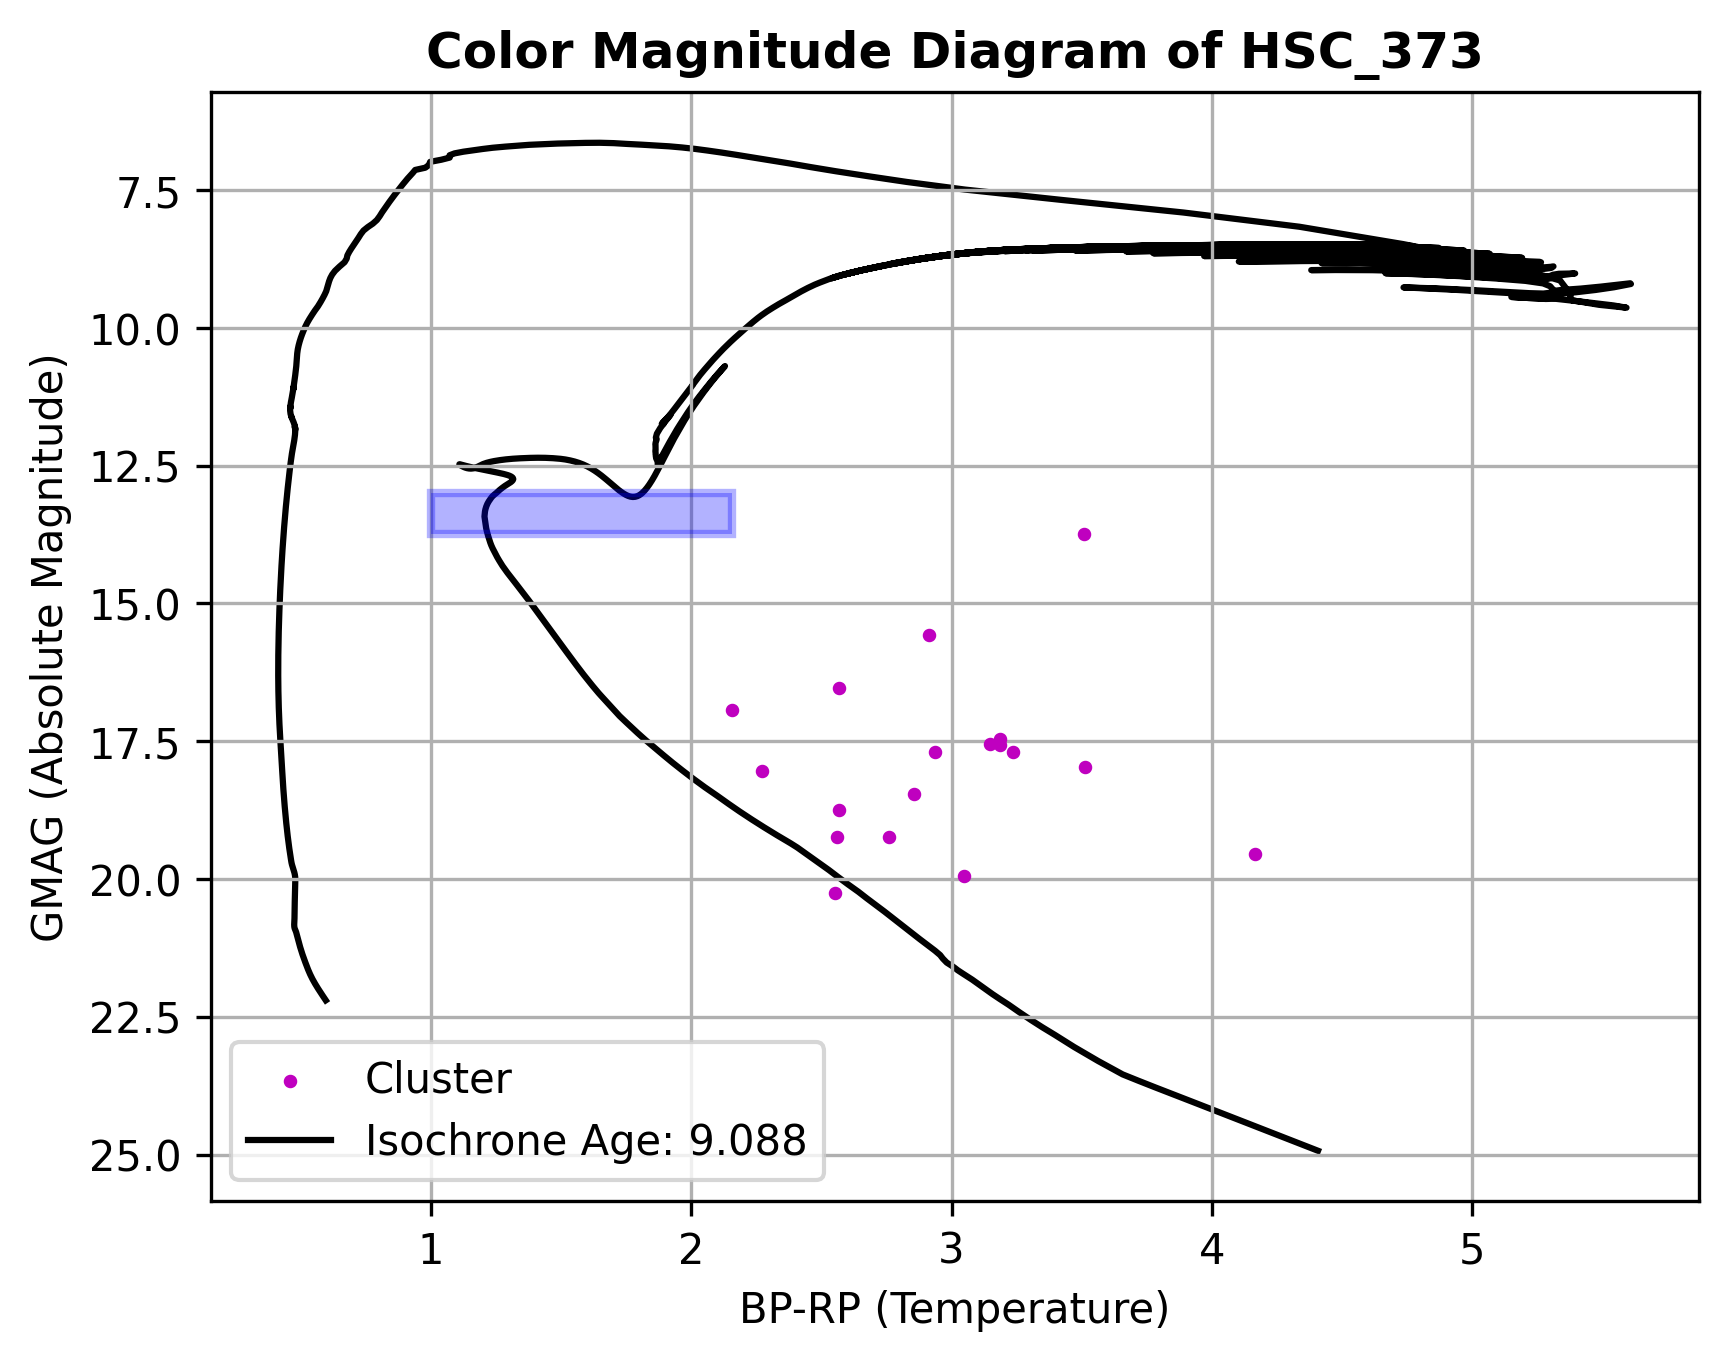 Color Magnitude Diagram of HSC_373
GMAG (Absolute Magnitude)
7.5
10.0
12.5
15.0
17.5
20.0
22.5
25.0
Cluster
Isochrone Age: 9.088
1 2 3 4 5
BP-RP (Temperature)